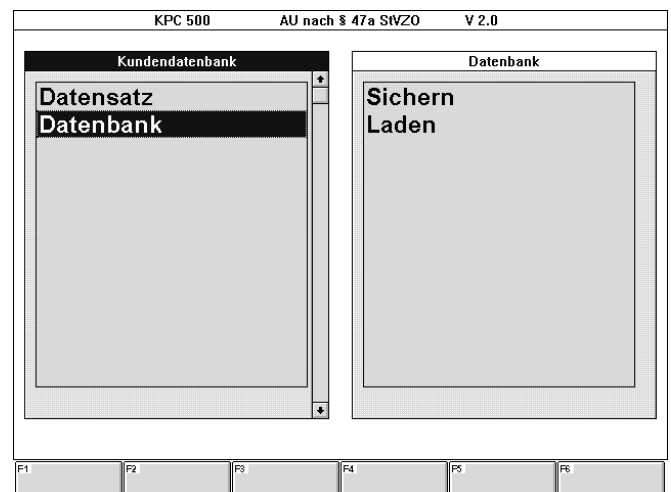 KPC 500 AU nach § 47a StVZO V 2.0
Kundendatenbank
Datensatz
Datenbank
Datenbank
Sichern
Laden
F1 F2 F3 F4 F5 F6